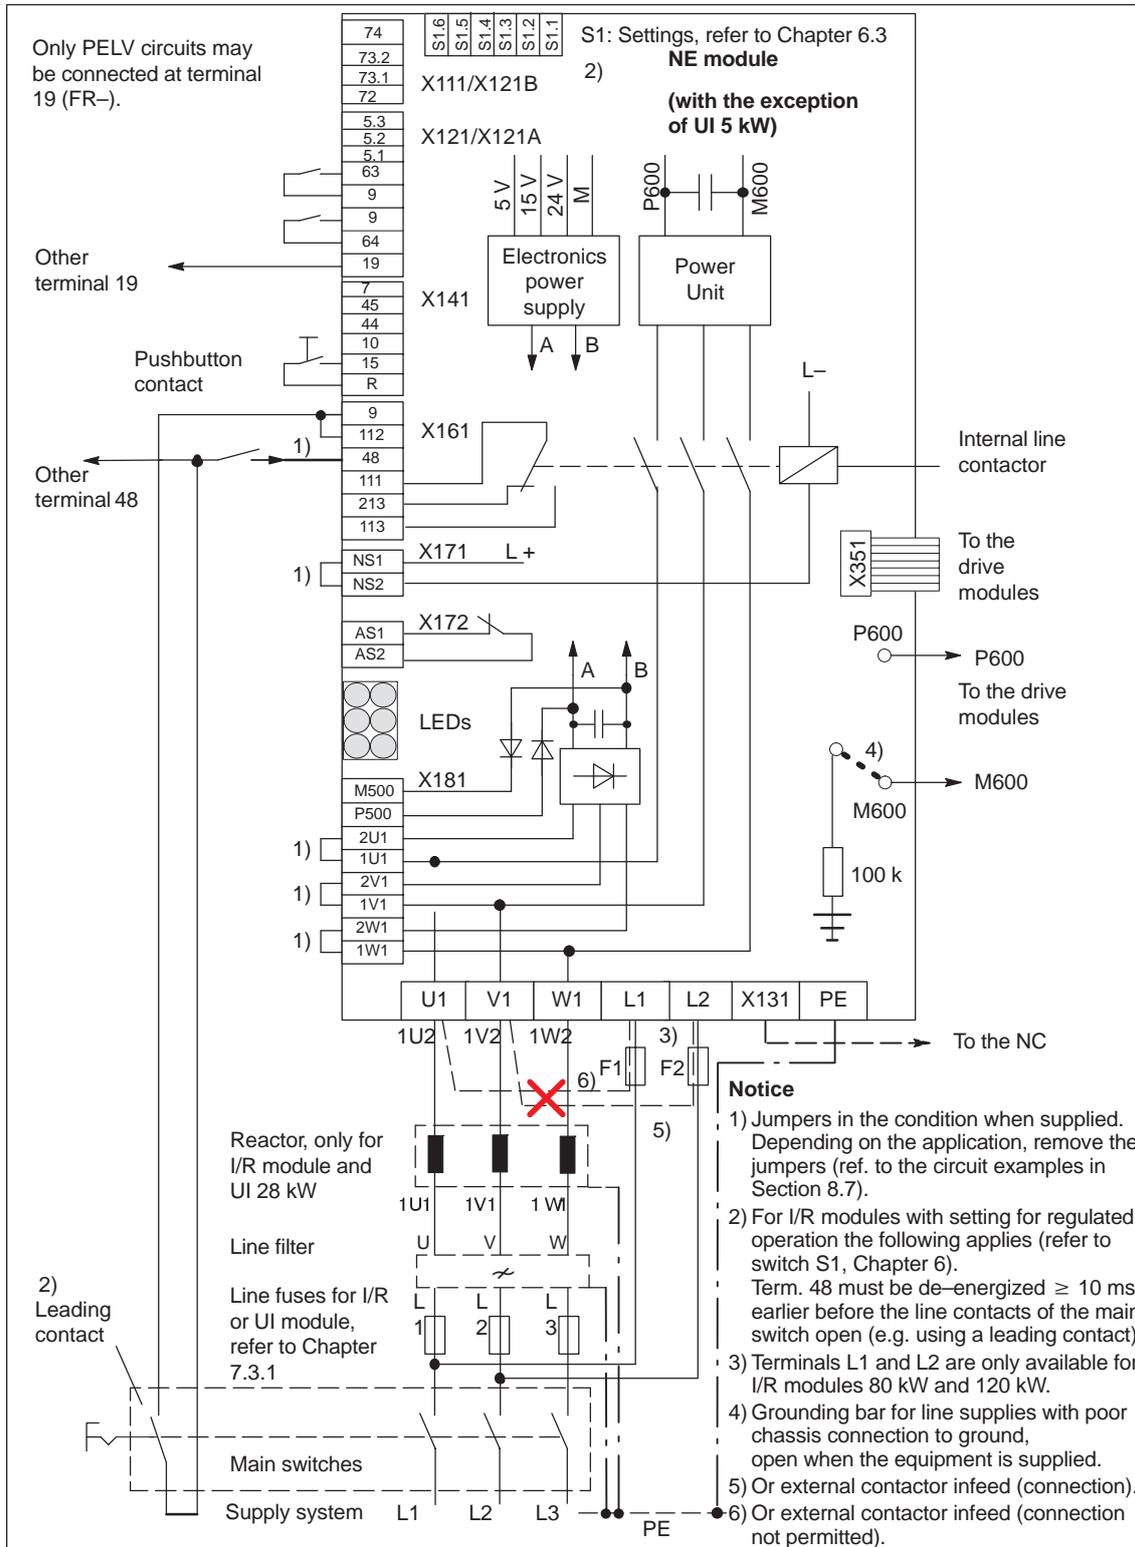 Only PELV circuits may
be connected at terminal
19 (FR–).
74
73.2
73.1
72
S1.6
S1.5
S1.4
S1.3
S1.2
S1.1
S1: Settings, refer to Chapter 6.3
2)
NE module
(with the exception
of UI 5 kW)
X111/X121B
5.3
5.2
5.1
63
9
9
64
19
X121/X121A
5 V
15 V
24 V
M
P600
M600
Electronics
power
supply
Power
Unit
A
B
Other
terminal 19
7
45
44
10
15
R
X141
Pushbutton
contact
L–
9
112
48
111
213
113
X161
1)
Other
terminal 48
Internal line
contactor
NS1
NS2
X171
L +
1)
X351
To the
drive
modules
AS1
AS2
X172
P600
P600
To the drive
modules
A
B
LEDs
4)
M600
M600
X181
M500
P500
2U1
1U1
2V1
1V1
2W1
1W1
1)
1)
1)
100 k
U1
V1
W1
L1
L2
X131
PE
1U2
1V2
1W2
3)
F1
F2
6)
5)
To the NC
Reactor, only for
I/R module and
UI 28 kW
1U1
1V1
1W1
Line filter
U
V
W
Line fuses for I/R
or UI module,
refer to Chapter
7.3.1
L
1
L
2
L
3
2)
Leading
contact
Main switches
Supply system
L1
L2
L3
PE
Notice
1) Jumpers in the condition when supplied.
Depending on the application, remove the
jumpers (ref. to the circuit examples in
Section 8.7).
2) For I/R modules with setting for regulated
operation the following applies (refer to
switch S1, Chapter 6).
Term. 48 must be de–energized ≥ 10 ms
earlier before the line contacts of the main
switch open (e.g. using a leading contact)
3) Terminals L1 and L2 are only available for
I/R modules 80 kW and 120 kW.
4) Grounding bar for line supplies with poor
chassis connection to ground,
open when the equipment is supplied.
5) Or external contactor infeed (connection).
6) Or external contactor infeed (connection
not permitted).